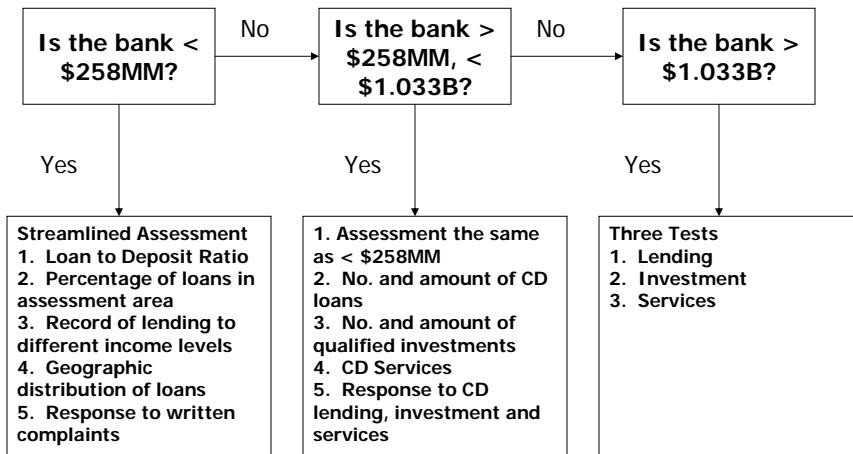 Is the bank <
$258MM?
No
Is the bank >
$258MM, <
$1.033B?
No
Is the bank >
$1.033B?
Yes
Yes
Yes
Streamlined Assessment
1. Loan to Deposit Ratio
2. Percentage of loans in
assessment area
3. Record of lending to
different income levels
4. Geographic
distribution of loans
5. Response to written
complaints
1. Assessment the same
as < $258MM
2. No. and amount of CD
loans
3. No. and amount of
qualified investments
4. CD Services
5. Response to CD
lending, investment and
services
Three Tests
1. Lending
2. Investment
3. Services